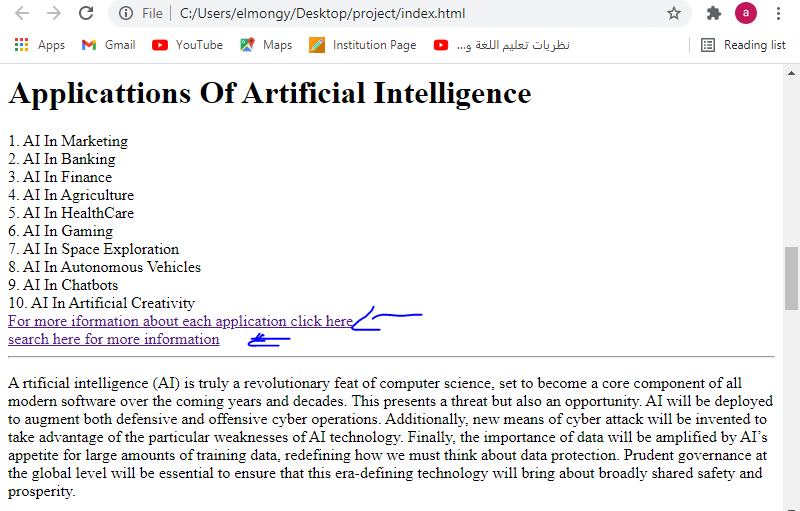 File | C:/Users/elmongy/Desktop/project/index.html
a
Apps Gmail YouTube Maps Institution Page نظريات تعليم اللغة و... Reading list
Applicattions Of Artificial Intelligence
1. AI In Marketing
2. AI In Banking
3. AI In Finance
4. AI In Agriculture
5. AI In HealthCare
6. AI In Gaming
7. AI In Space Exploration
8. AI In Autonomous Vehicles
9. AI In Chatbots
10. AI In Artificial Creativity
For more iformation about each application click here
search here for more information
A rtificial intelligence (AI) is truly a revolutionary feat of computer science, set to become a core component of all
modern software over the coming years and decades. This presents a threat but also an opportunity. AI will be deployed
to augment both defensive and offensive cyber operations. Additionally, new means of cyber attack will be invented to
take advantage of the particular weaknesses of AI technology. Finally, the importance of data will be amplified by AI’s
appetite for large amounts of training data, redefining how we must think about data protection. Prudent governance at
the global level will be essential to ensure that this era-defining technology will bring about broadly shared safety and
prosperity.